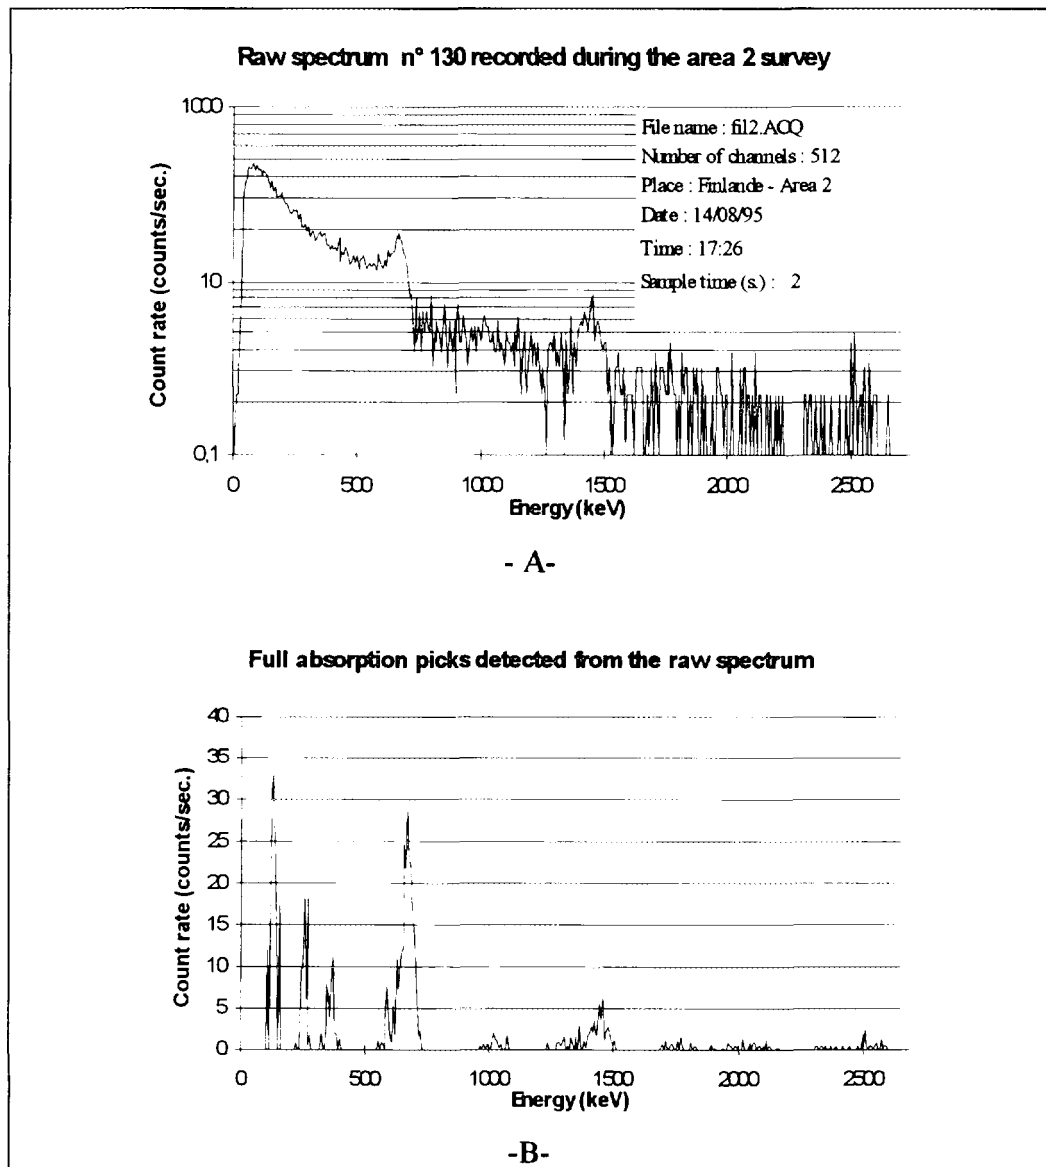 Raw spectrum n° 130 recorded during the area 2 survey
1000
10
0,1
Count rate (counts/sec.)
File name : fil2.ACQ
Number of channels : 512
Place : Finlande - Area 2
Date : 14/08/95
Time : 17:26
Sample time (s.) : 2
0 500 1000 1500 2000 2500
Energy (keV)
- A-
Full absorption picks detected from the raw spectrum
40
35
30
25
20
15
10
5
0
Count rate (counts/sec.)
0 500 1000 1500 2000 2500
Energy (keV)
-B-